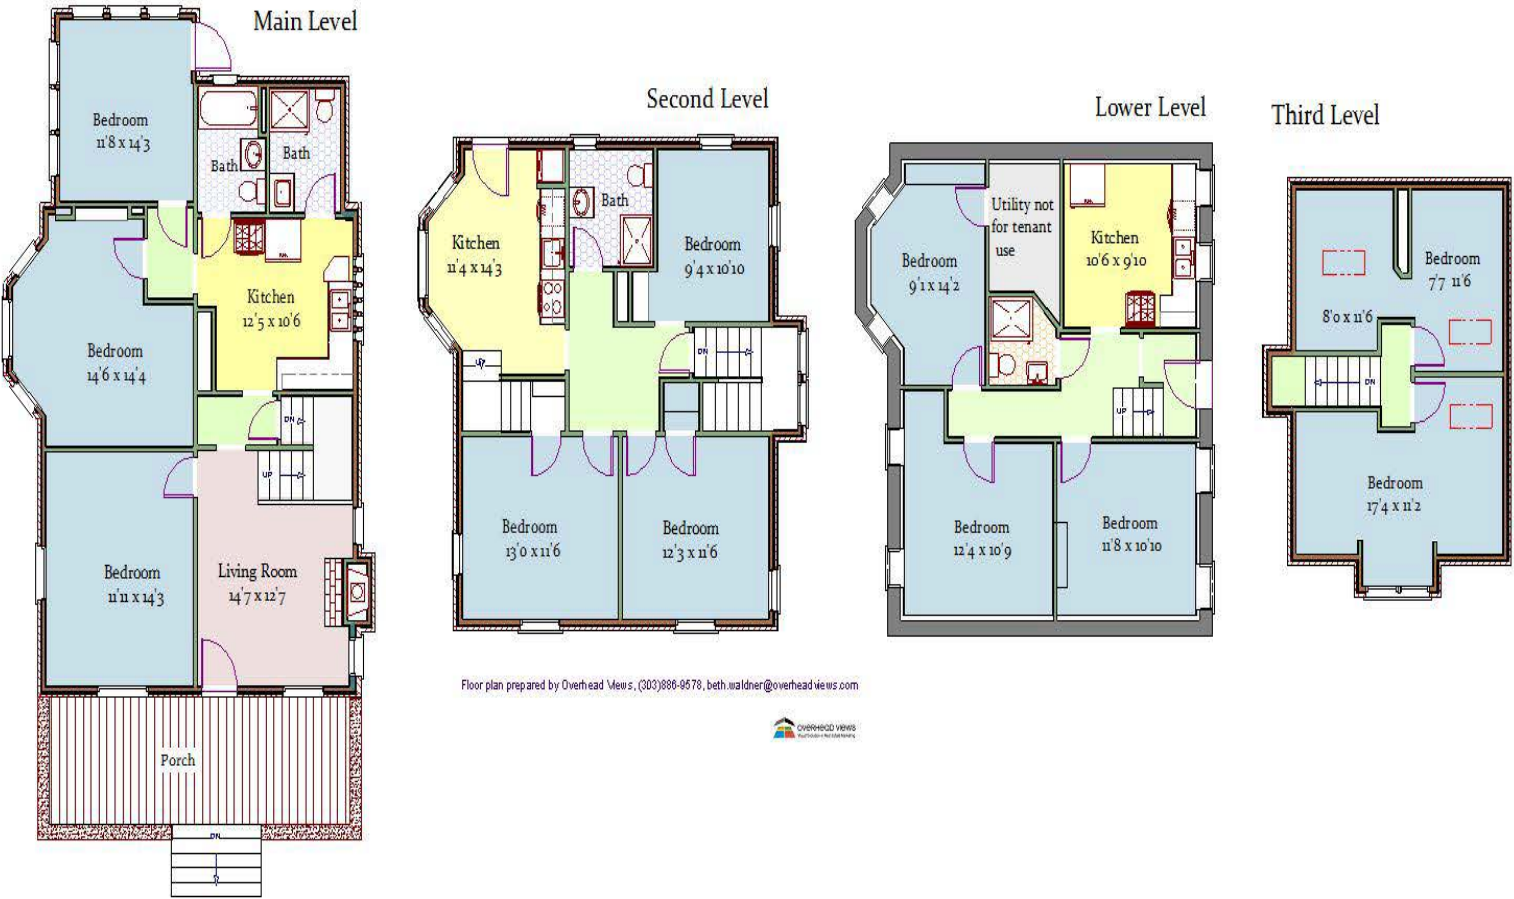 Main Level
Bedroom
11'8 x 14'3
Bath
Bath
Kitchen
12'5 x 10'6
Bedroom
14'6 x 14'4
DN
UP
Bedroom
11'11 x 14'3
Living Room
14'7 x 12'7
Porch
DN
Second Level
Kitchen
11'4 x 14'3
Bath
Bedroom
9'4 x 10'10
UP
DN
Bedroom
13'0 x 11'6
Bedroom
12'3 x 11'6
Lower Level
Utility not
for tenant
use
Kitchen
10'6 x 9'10
Bedroom
9'1 x 14'2
UP
Bedroom
12'4 x 10'9
Bedroom
11'8 x 10'10
Third Level
Bedroom
7'7 11'6
8'0 x 11'6
DN
Bedroom
17'4 x 11'2
Floor plan prepared by Overhead Views, (303)886-9578, beth.waldner@overheadviews.com
OVERHEAD VIEWS